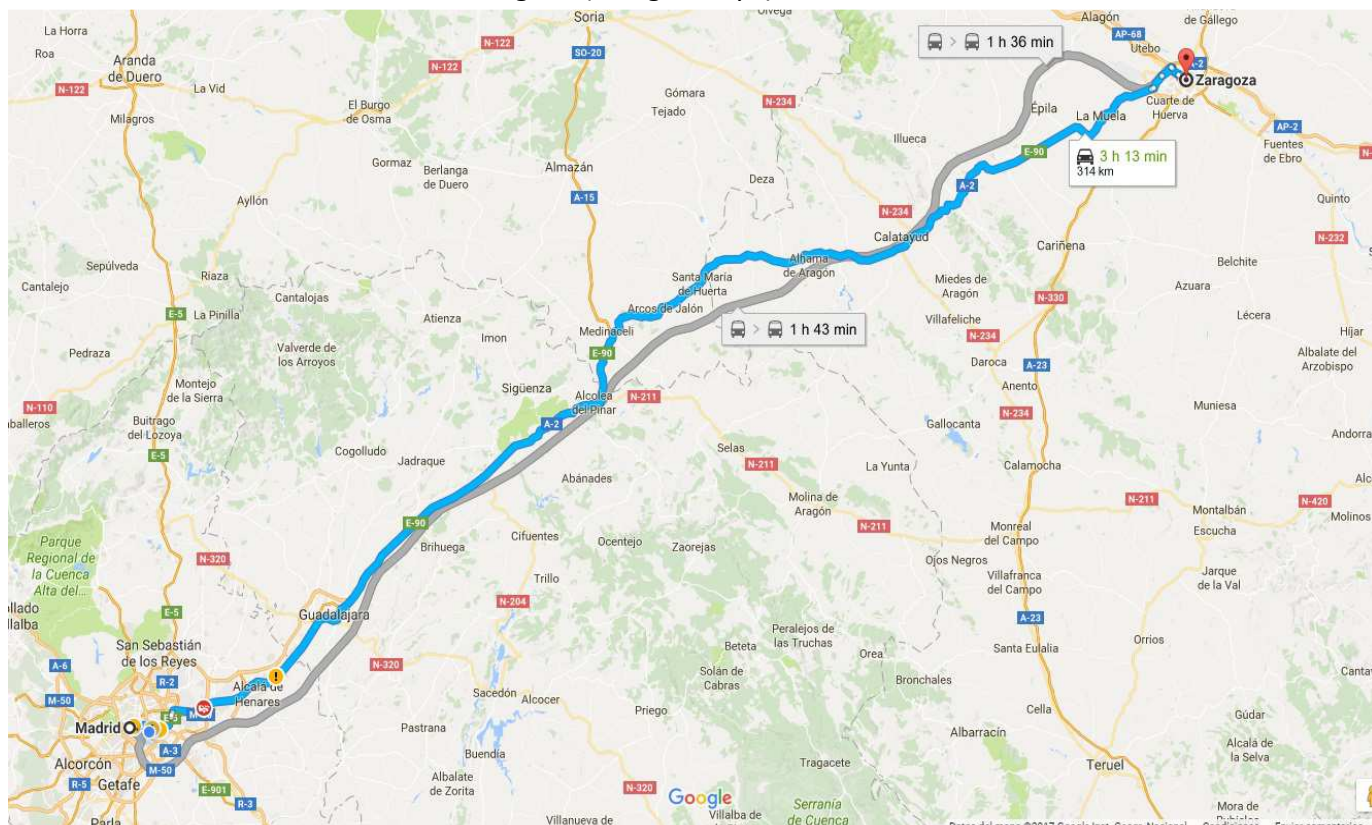 Soria
Olvega
Alagón
de Gállego
La Horra
Roa
N-122
Aranda
de Duero
La Vid
N-122
N-122
SO-20
1 h 36 min
AP-68
Utebo
A-2
Zaragoza
Milagros
El Burgo
de Osma
Gómara
Tejado
N-234
Épila
La Muela
Cuarte de
Huerva
AP-2
Fuentes
de Ebro
Illueca
E-90
3 h 13 min
314 km
Gormaz
Berlanga
de Duero
Almazán
A-15
Deza
A-2
Quinto
N-232
Ayllón
N-234
Calatayud
Cariñena
Sepúlveda
Riaza
Cantalejo
Santa María
de Huerta
Alhama
de Aragón
Belchite
Miedes de
Aragón
Azuara
Cantalojas
E-5
La Pinilla
Atienza
Arcos de Jalón
N-330
Lécera
Imon
Medinaceli
1 h 43 min
Villafeliche
N-234
Híjar
Pedraza
Valverde de
los Arroyos
E-90
Daroca
A-23
Albalate del
Arzobispo
Montejo
de la Sierra
Sigüenza
Alcolea
del Pinar
N-211
Anento
N-110
aballeros
Buitrago
del Lozoya
A-2
N-234
Muniesa
Gallocanta
Andorra
E-5
Cogolludo
Jadraque
Selas
N-211
La Yunta
Calamocha
Abánades
Molina de
Aragón
N-211
N-420
Montalbán
E-90
Cifuentes
Monreal
del Campo
Escucha
Molinos
Parque
Regional de
la Cuenca
Alta del...
N-320
Brihuega
Ocentejo
Zaorejas
N-211
Ojos Negros
Trillo
Villafranca
del Campo
Jarque
de la Val
E-5
Guadalajara
N-204
A-23
San Sebastián
de los Reyes
Peralejos de
las Truchas
Beteta
Orea
Santa Eulalia
Orrios
A-6
R-2
N-320
Solán de
Cabras
Bronchales
M-50
Alcalá de
Henares
Sacedón
Alcocer
Madrid
Pastrana
Priego
Cella
Gúdar
A-3
Buendía
Albarracín
Alcalá de
la Selva
Alcorcón
M-50
Teruel
R-5
Getafe
E-901
Albalate
de Zorita
Tragacete
R-3
N-320
Google
Serranía
de Cuenca
Mora de
Parla
Villanueva de
Villalba de